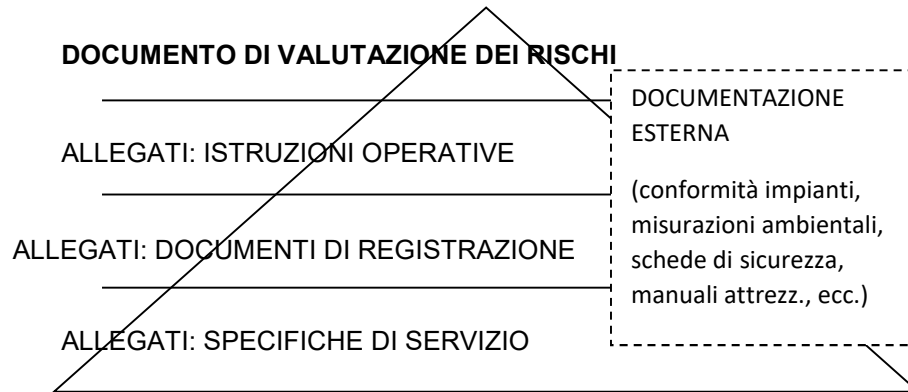 DOCUMENTO DI VALUTAZIONE DEI RISCHI
ALLEGATI: ISTRUZIONI OPERATIVE
ALLEGATI: DOCUMENTI DI REGISTRAZIONE
ALLEGATI: SPECIFICHE DI SERVIZIO
DOCUMENTAZIONE
ESTERNA
(conformità impianti,
misurazioni ambientali,
schede di sicurezza,
manuali attrezz., ecc.)